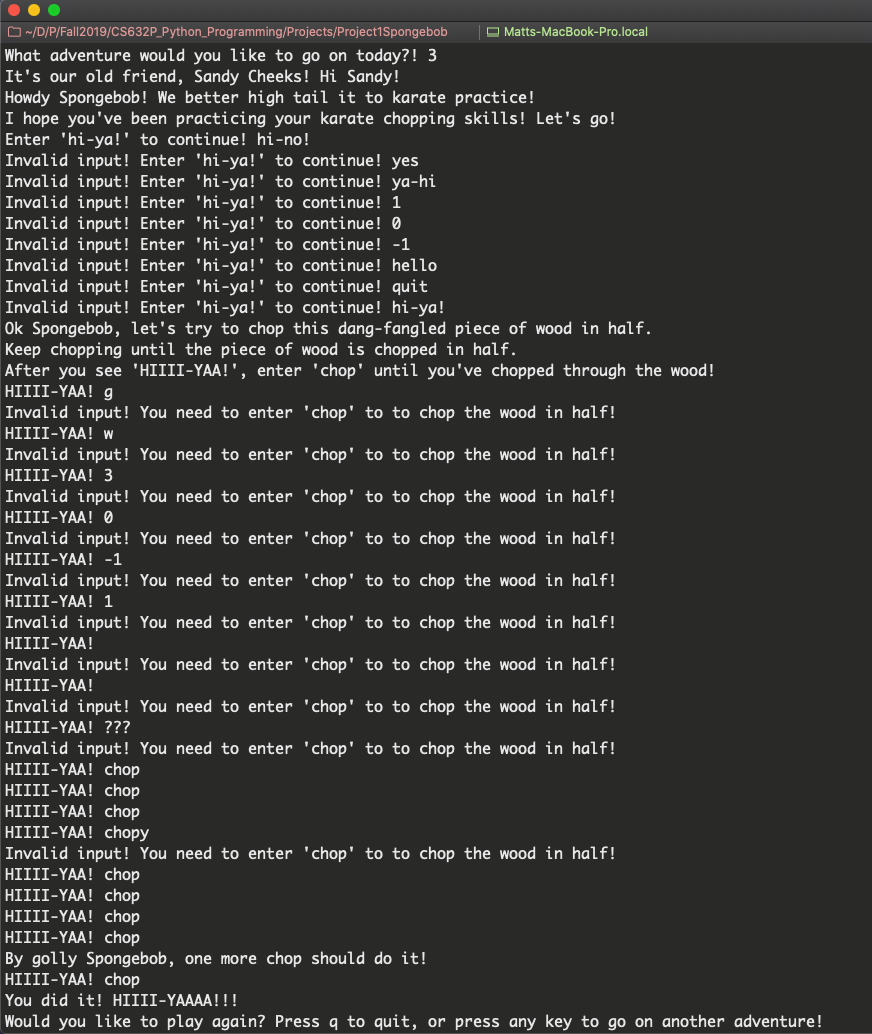 ~/D/P/Fall2019/CS632P_Python_Programming/Projects/Project1Spongebob
Matts-MacBook-Pro.local
What adventure would you like to go on today?! 3
It's our old friend, Sandy Cheeks! Hi Sandy!
Howdy Spongebob! We better high tail it to karate practice!
I hope you've been practicing your karate chopping skills! Let's go!
Enter 'hi-ya!' to continue! hi-no!
Invalid input! Enter 'hi-ya!' to continue! yes
Invalid input! Enter 'hi-ya!' to continue! ya-hi
Invalid input! Enter 'hi-ya!' to continue! 1
Invalid input! Enter 'hi-ya!' to continue! 0
Invalid input! Enter 'hi-ya!' to continue! -1
Invalid input! Enter 'hi-ya!' to continue! hello
Invalid input! Enter 'hi-ya!' to continue! quit
Invalid input! Enter 'hi-ya!' to continue! hi-ya!
Ok Spongebob, let's try to chop this dang-fangled piece of wood in half.
Keep chopping until the piece of wood is chopped in half.
After you see 'HIIII-YAA!', enter 'chop' until you've chopped through the wood!
HIIII-YAA! g
Invalid input! You need to enter 'chop' to to chop the wood in half!
HIIII-YAA! w
Invalid input! You need to enter 'chop' to to chop the wood in half!
HIIII-YAA! 3
Invalid input! You need to enter 'chop' to to chop the wood in half!
HIIII-YAA! 0
Invalid input! You need to enter 'chop' to to chop the wood in half!
HIIII-YAA! -1
Invalid input! You need to enter 'chop' to to chop the wood in half!
HIIII-YAA! 1
Invalid input! You need to enter 'chop' to to chop the wood in half!
HIIII-YAA!
Invalid input! You need to enter 'chop' to to chop the wood in half!
HIIII-YAA!
Invalid input! You need to enter 'chop' to to chop the wood in half!
HIIII-YAA! ???
Invalid input! You need to enter 'chop' to to chop the wood in half!
HIIII-YAA! chop
HIIII-YAA! chop
HIIII-YAA! chop
HIIII-YAA! chopy
Invalid input! You need to enter 'chop' to to chop the wood in half!
HIIII-YAA! chop
HIIII-YAA! chop
HIIII-YAA! chop
HIIII-YAA! chop
By golly Spongebob, one more chop should do it!
HIIII-YAA! chop
You did it! HIIII-YAAAA!!!
Would you like to play again? Press q to quit, or press any key to go on another adventure!